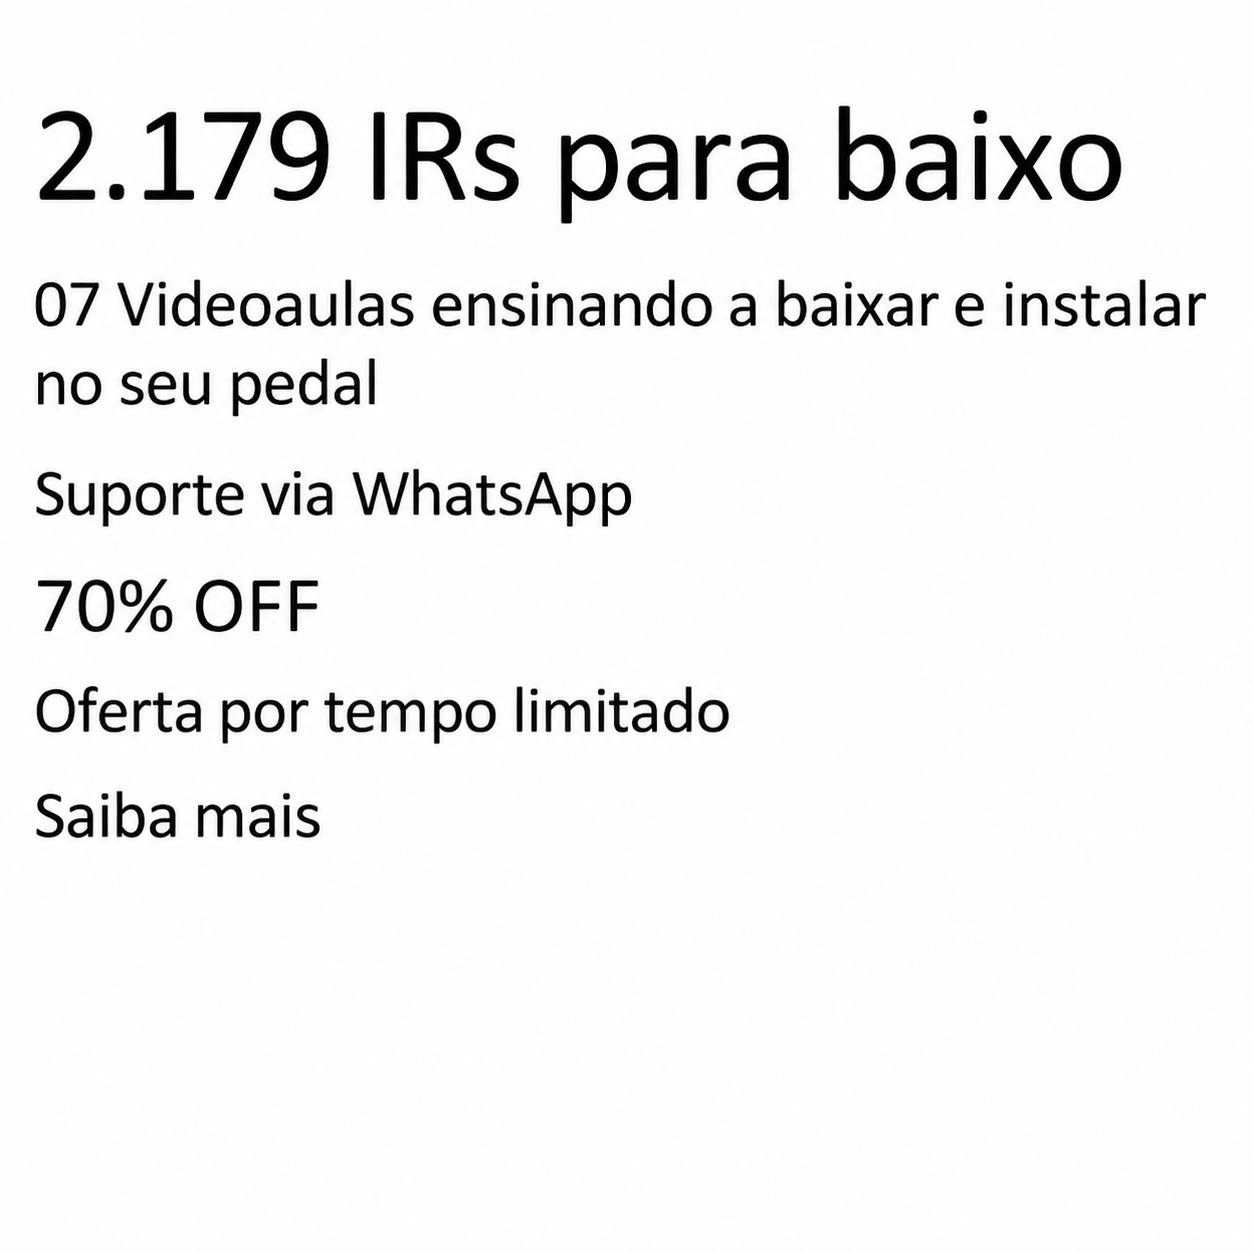 2.179 IRs para baixo
07 Videoaulas ensinando a baixar e instalar
no seu pedal
Suporte via WhatsApp
70% OFF
Oferta por tempo limitado
Saiba mais